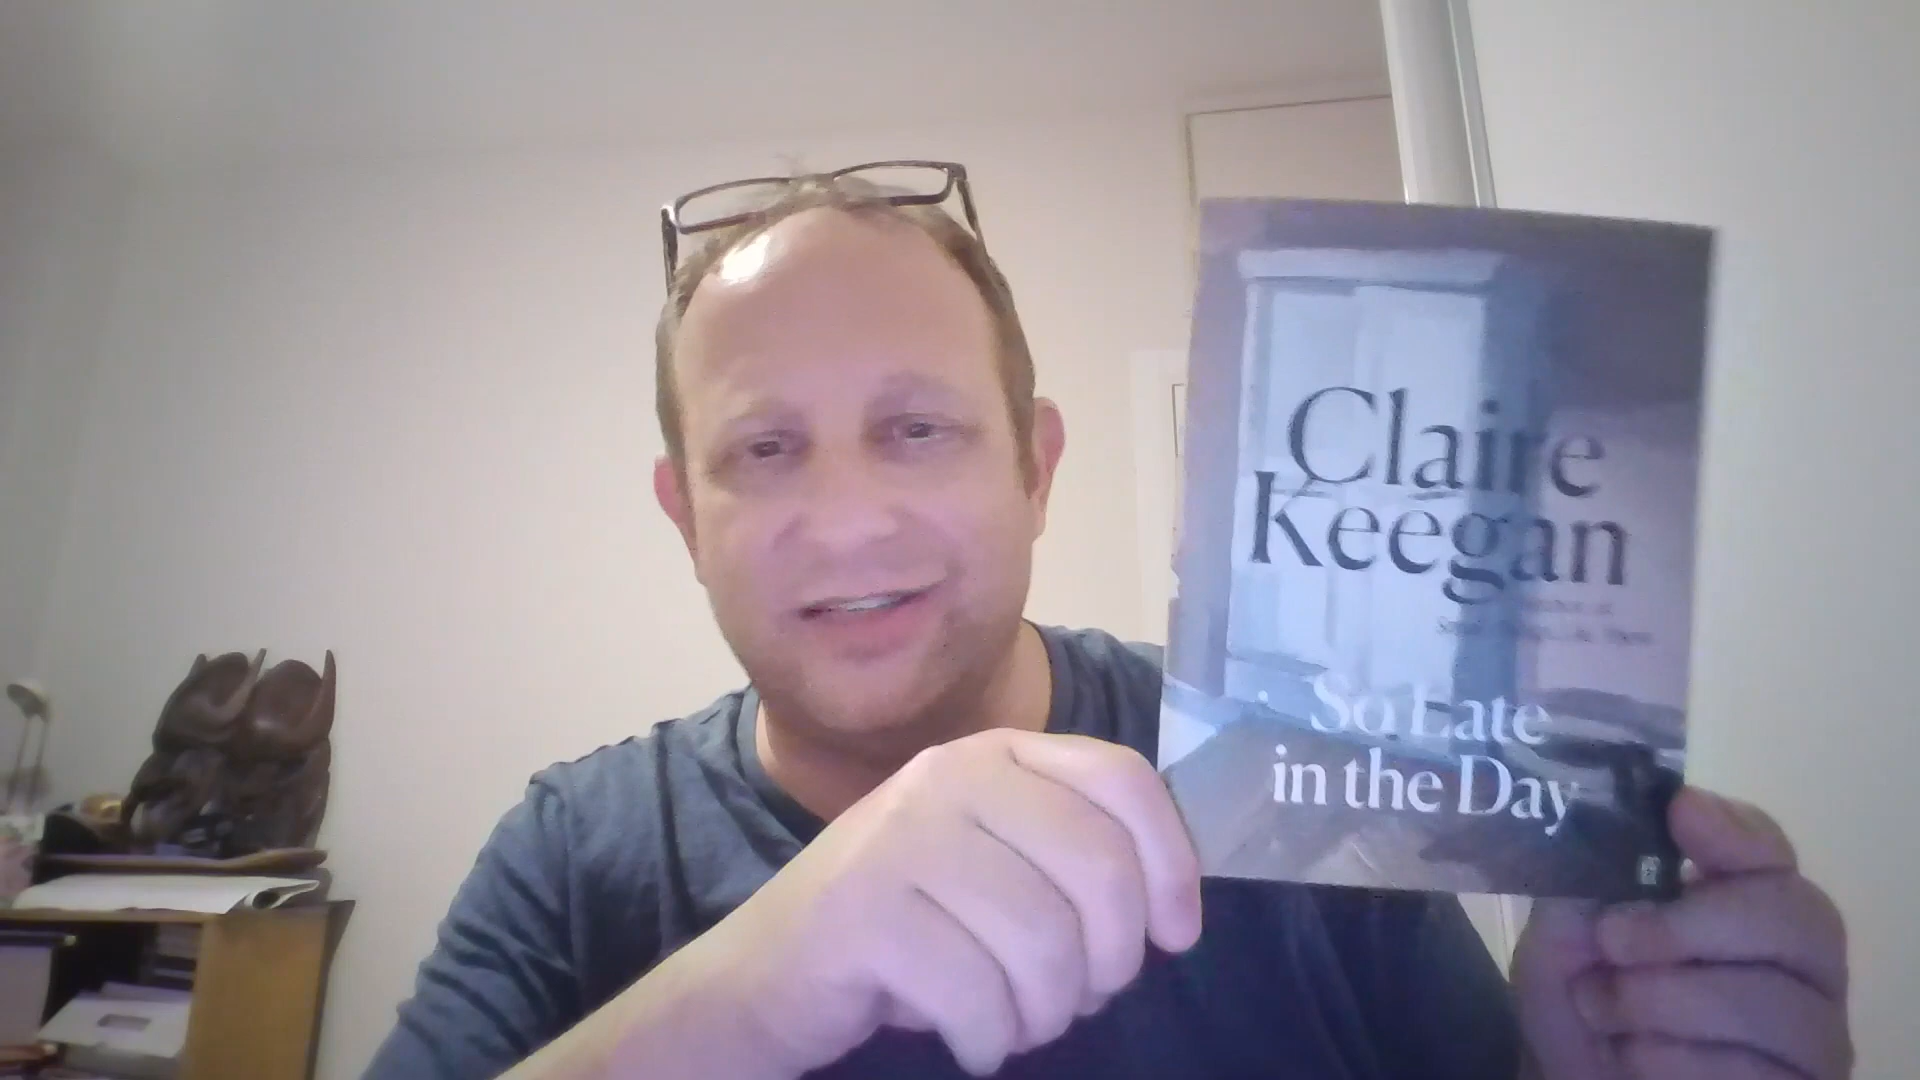 Claire
Keegan
So Late
in the Day